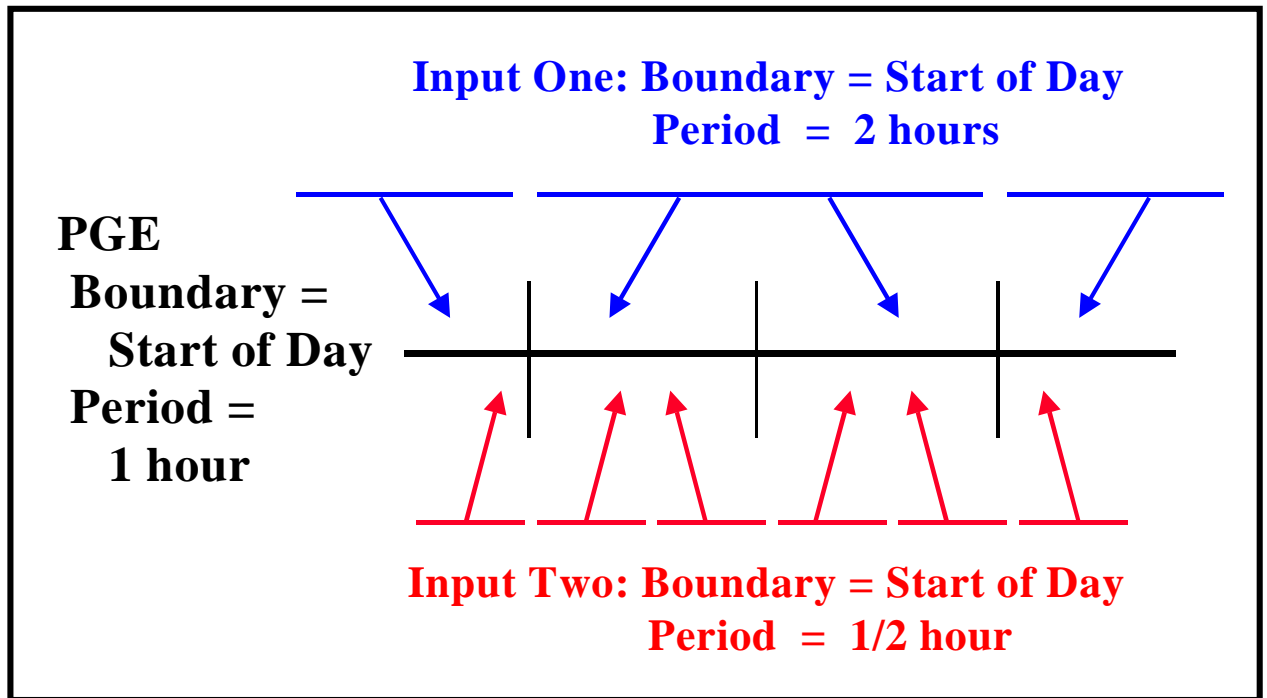 Input One: Boundary = Start of Day
Period = 2 hours
PGE
Boundary =
Start of Day
Period =
1 hour
Input Two: Boundary = Start of Day
Period = 1/2 hour